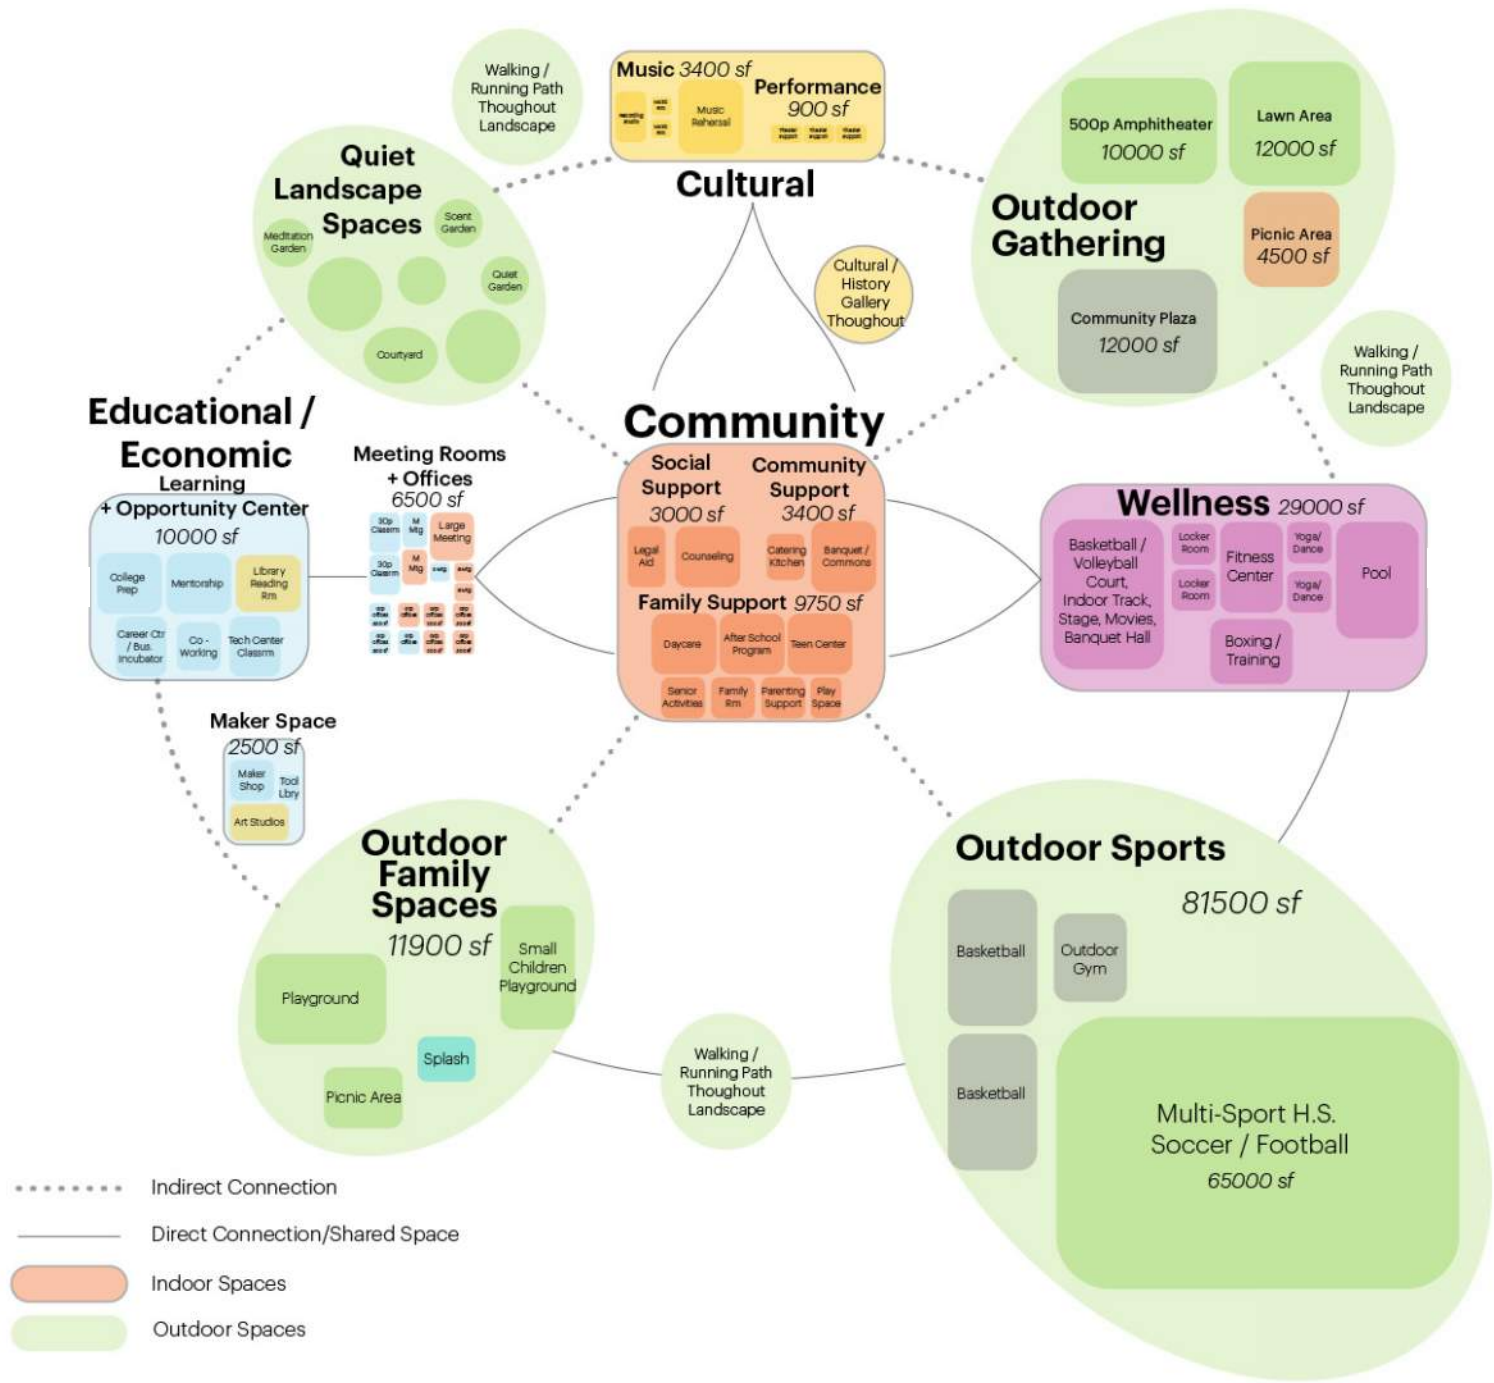 Walking /
Running Path
Thoughout
Landscape
Music 3400 sf
Performance
900 sf
Music
Rehersal
Cultural
Quiet
Landscape
Spaces
Meditation
Garden
Scent
Garden
Quiet
Garden
Courtyard
500p Amphitheater
10000 sf
Lawn Area
12000 sf
Outdoor
Gathering
Picnic Area
4500 sf
Community Plaza
12000 sf
Cultural /
History
Gallery
Thoughout
Walking /
Running Path
Thoughout
Landscape
Educational /
Economic
Learning
+ Opportunity Center
10000 sf
College
Prep
Mentorship
Library
Reading
Rm
Career Ctr
/ Bus.
Incubator
Co -
Working
Tech Center
Classrm
Meeting Rooms
+ Offices
6500 sf
30p
Classrm
M
Mtg
Large
Meeting
30p
Classrm
M
Mtg
Community
Social
Support
3000 sf
Community
Support
3400 sf
Legal
Aid
Counseling
Catering
Kitchen
Banquet /
Commons
Family Support 9750 sf
Daycare
After School
Program
Teen Center
Senior
Activities
Family
Rm
Parenting
Support
Play
Space
Wellness 29000 sf
Basketball /
Volleyball
Court,
Indoor Track,
Stage, Movies,
Banquet Hall
Locker
Room
Locker
Room
Fitness
Center
Yoga/
Dance
Yoga/
Dance
Pool
Boxing /
Training
Maker Space
2500 sf
Maker
Shop
Tool
Lbry
Art Studios
Outdoor
Family
Spaces
11900 sf
Small
Children
Playground
Playground
Splash
Picnic Area
Walking /
Running Path
Thoughout
Landscape
Outdoor Sports
81500 sf
Basketball
Outdoor
Gym
Basketball
Multi-Sport H.S.
Soccer / Football
65000 sf
Indirect Connection
Direct Connection/Shared Space
Indoor Spaces
Outdoor Spaces